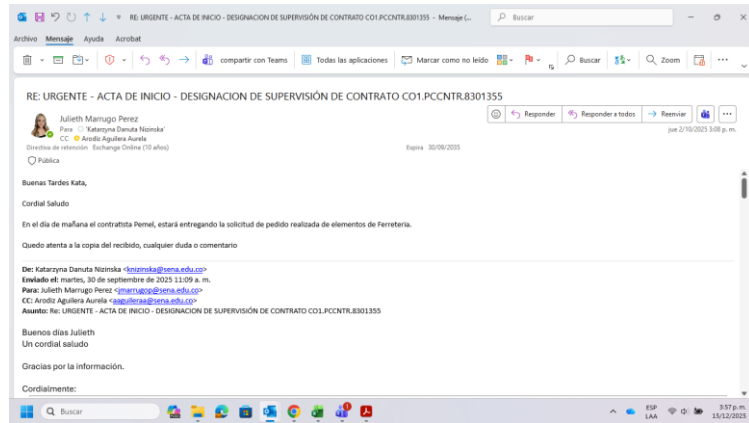 RE: URGENTE - ACTA DE INICIO - DESIGNACION DE SUPERVISIÓN DE CONTRATO CO1.PCCNTR.8301355 - Mensaje (...
Buscar
Archivo Mensaje Ayuda Acrobat
compartir con Teams Todas las aplicaciones Marcar como no leído Buscar Zoom
RE: URGENTE - ACTA DE INICIO - DESIGNACION DE SUPERVISIÓN DE CONTRATO CO1.PCCNTR.8301355
Julieth Marrugo Perez
Responder Responder a todos Reenviar
Para 'Katarzyna Danuta Nizinska'
CC Arodiz Aguilera Aurela
jue 2/10/2025 3:08 p. m.
Directiva de retención Exchange Online (10 años) Expira 30/09/2035
Pública
Buenas Tardes Kata,
Cordial Saludo
En el día de mañana el contratista Pemel, estará entregando la solicitud de pedido realizada de elementos de Ferreteria.
Quedo atenta a la copia del recibido, cualquier duda o comentario
De: Katarzyna Danuta Nizinska <knizinska@sena.edu.co>
Enviado el: martes, 30 de septiembre de 2025 11:09 a. m.
Para: Julieth Marrugo Perez <jmarrugop@sena.edu.co>
CC: Arodiz Aguilera Aurela <aaguileraa@sena.edu.co>
Asunto: Re: URGENTE - ACTA DE INICIO - DESIGNACION DE SUPERVISIÓN DE CONTRATO CO1.PCCNTR.8301355
Buenos días Julieth
Un cordial saludo
Gracias por la información.
Cordialmente:
Buscar
ESP
LAA
3:57 p. m.
15/12/2025